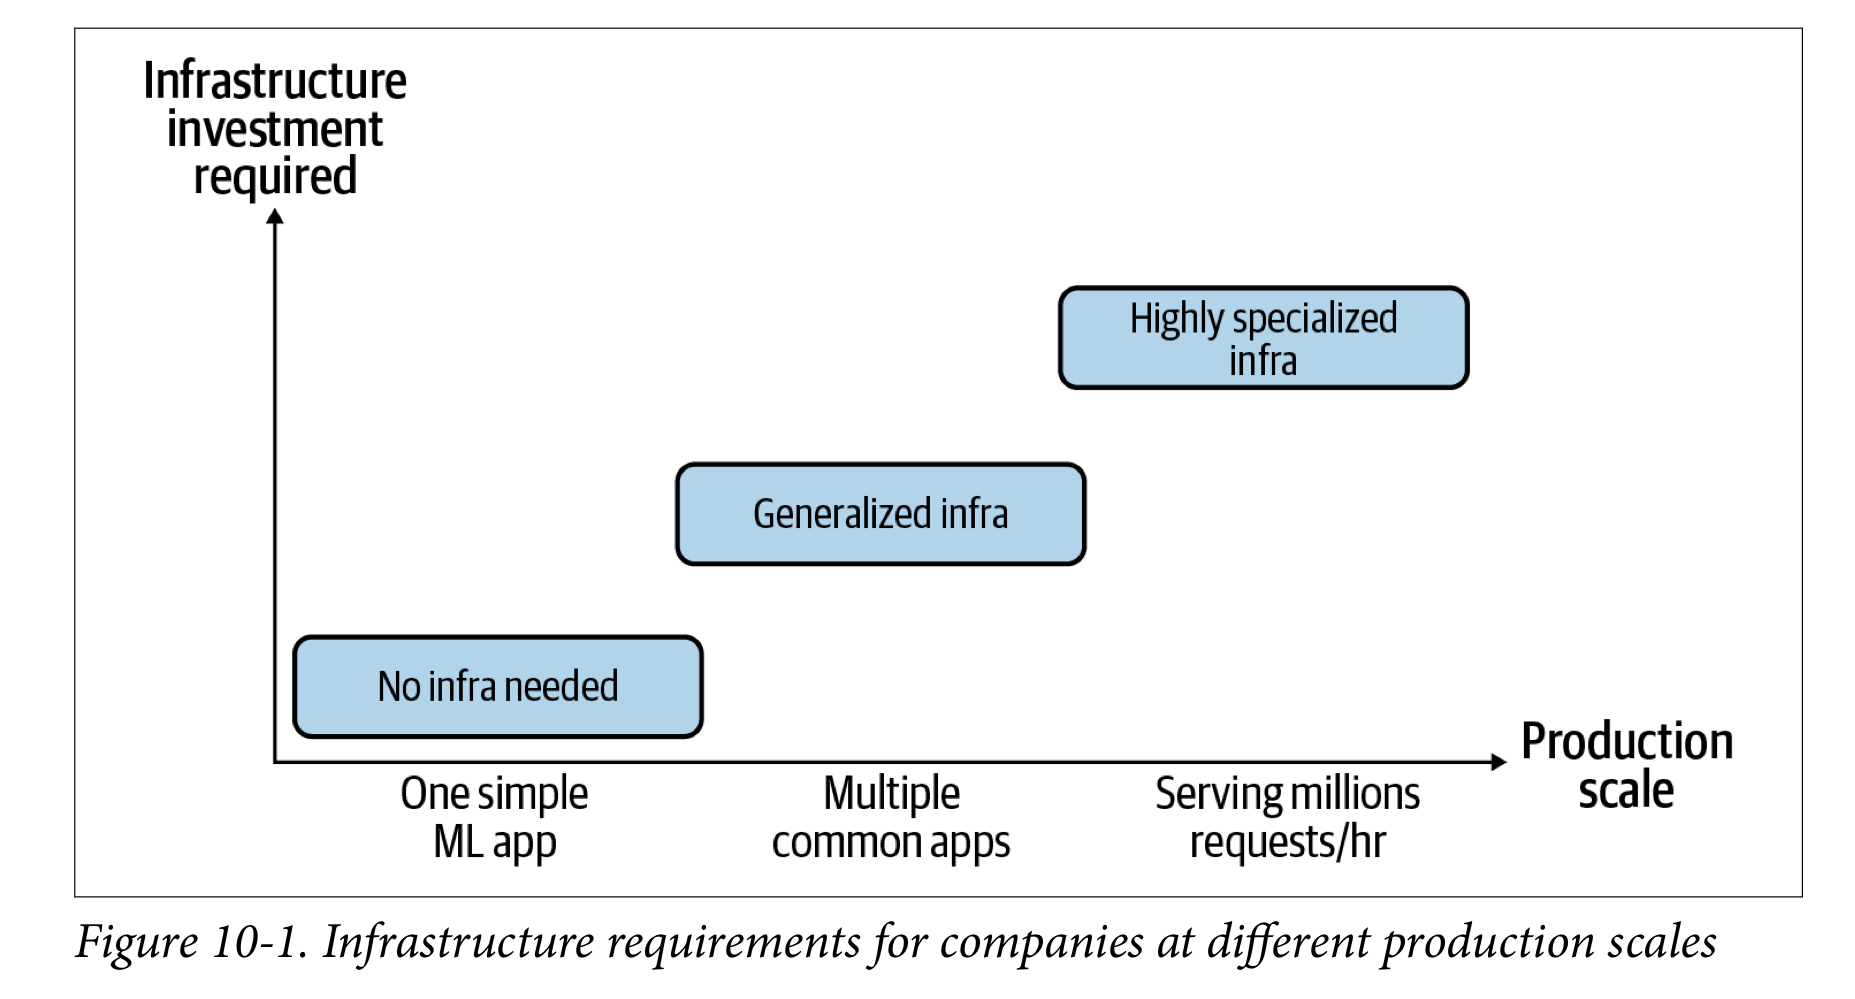 Infrastructure
investment
required
Highly specialized
infra
Generalized infra
No infra needed
Production
scale
One simple
ML app
Multiple
common apps
Serving millions
requests/hr
Figure 10-1. Infrastructure requirements for companies at different production scales